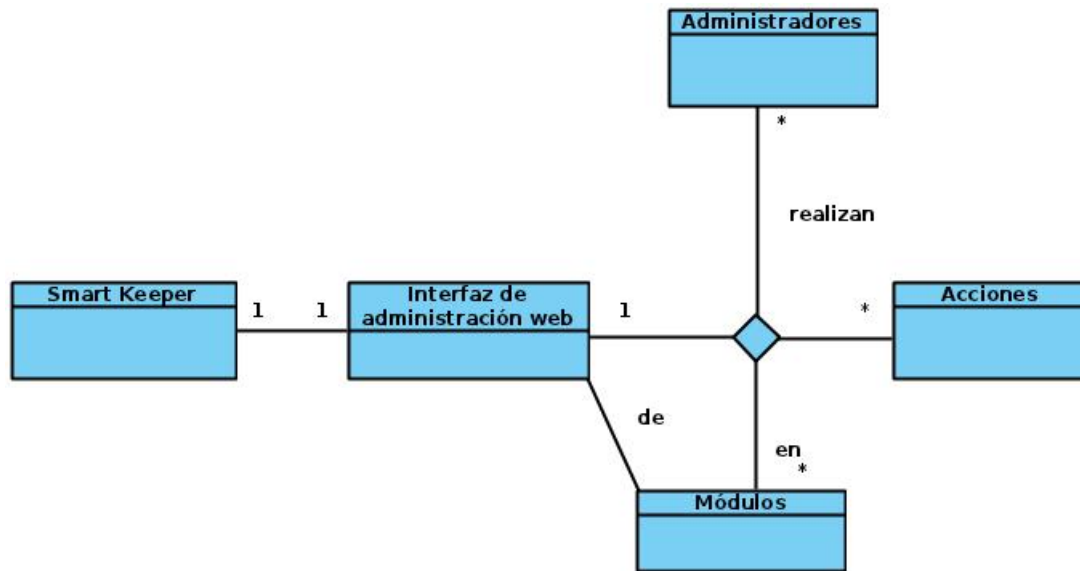 Administradores
*
realizan
Smart Keeper
1
1
Interfaz de
administración web
1
*
Acciones
de
en
*
Módulos